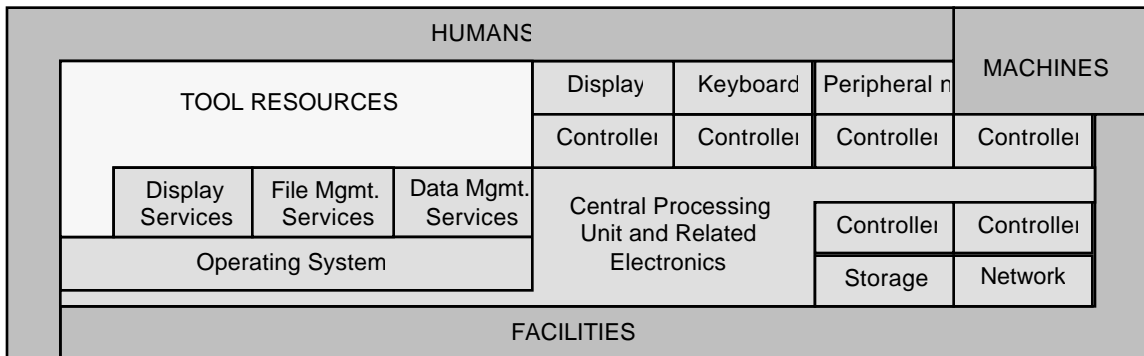 HUMANS
MACHINES
TOOL RESOURCES
Display
Keyboard
Peripheral n
Controller
Controller
Controller
Controller
Display
Services
File Mgmt.
Services
Data Mgmt.
Services
Central Processing
Unit and Related
Electronics
Controller
Controller
Operating System
Storage
Network
FACILITIES